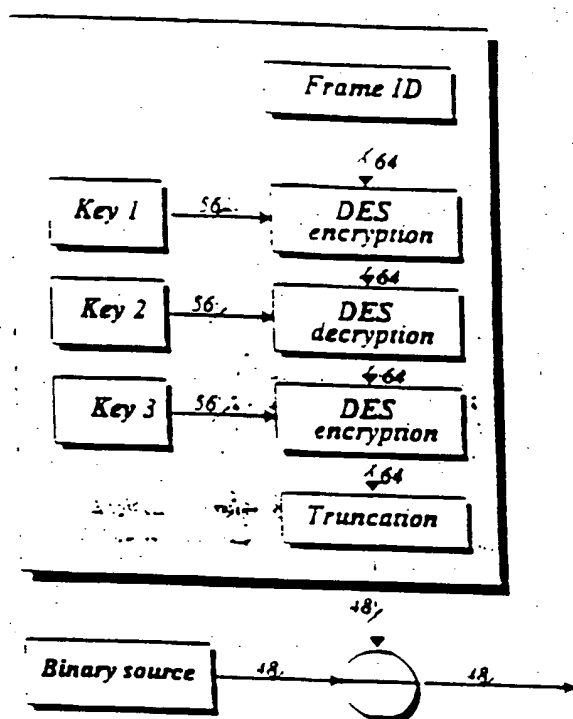 Frame ID
64
Key 1
56
DES
encryption
64
Key 2
56
DES
decryption
64
Key 3
56
DES
encryption
64
Truncation
48
Binary source
48
48